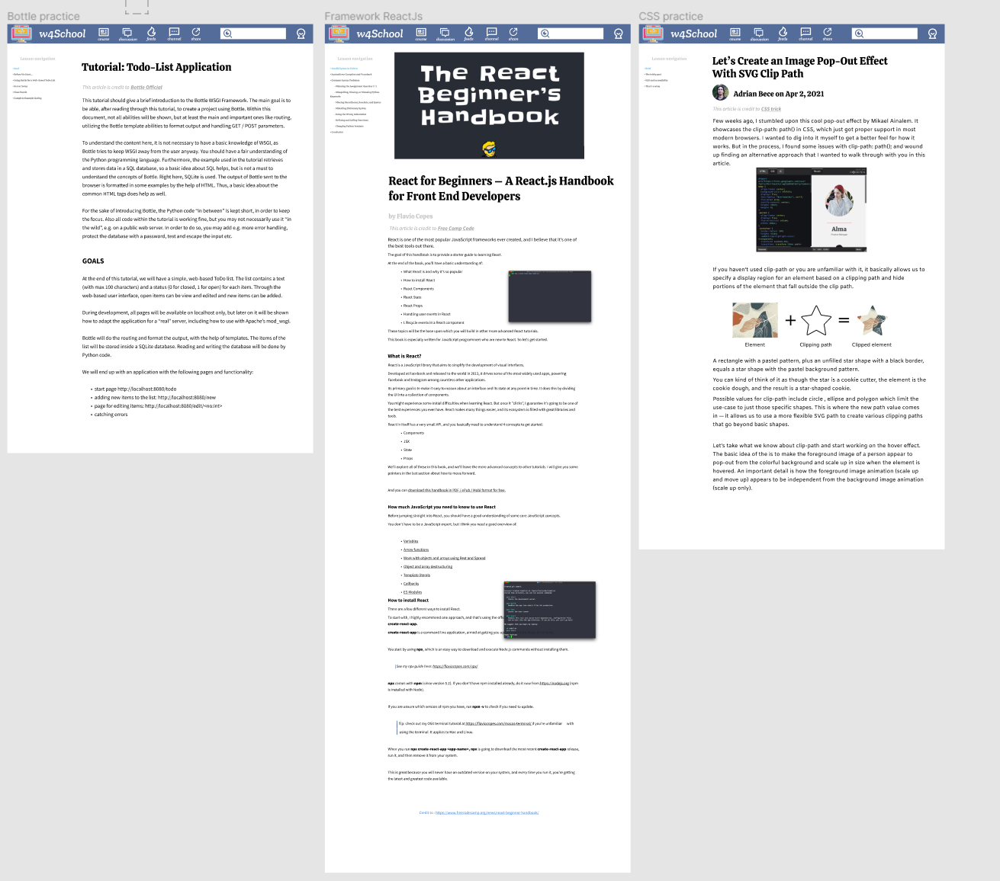 Bottle practice
w4School
course
discussion
feeds
channel
share
Lesson navigation
Tutorial: Todo-List Application
This article is credit to Bottle Official
This tutorial should give a brief introduction to the Bottle WSGI Framework. The main goal is to
be able, after reading through this tutorial, to create a project using Bottle. Within this
document, not all abilities will be shown, but at least the main and important ones like routing,
utilizing the Bottle template abilities to format output and handling GET / POST parameters.
To understand the content here, it is not necessary to have a basic knowledge of WSGI, as
Bottle tries to keep WSGI away from the user anyway. You should have a fair understanding of
the Python programming language. Furthermore, the example used in the tutorial retrieves
and stores data in a SQL database, so a basic idea about SQL helps, but is not a must to
understand the concepts of Bottle. Right here, SQLite is used. The output of Bottle sent to the
browser is formatted in some examples by the help of HTML. Thus, a basic idea about the
common HTML tags does help as well.
For the sake of introducing Bottle, the Python code "in between" is kept short, in order to keep
the focus. Also all code within the tutorial is working fine, but you may not necessarily use it "in
the wild", e.g. on a public web server. In order to do so, you may add e.g. more error handling,
protect the database with a password, test and escape the input etc.
GOALS
At the end of this tutorial, we will have a simple, web-based ToDo list. The list contains a text
(with max 100 characters) and a status (0 for closed, 1 for open) for each item. Through the
web-based user interface, open items can be view and edited and new items can be added.
During development, all pages will be available on localhost only, but later on it will be shown
how to adapt the application for a "real" server, including how to use with Apache's mod_wsgi.
Bottle will do the routing and format the output, with the help of templates. The items of the
list will be stored inside a SQLite database. Reading and writing the database will be done by
Python code.
We will end up with an application with the following pages and functionality:
• start page http://localhost:8080/todo
• adding new items to the list: http://localhost:8080/new
• page for editing items: http://localhost:8080/edit/<no:int>
• catching errors
Framework ReactJs
w4School
course
discussion
feeds
channel
share
Lesson navigation
The React
Beginner's
Handbook
React for Beginners – A React.js Handbook
for Front End Developers
by Flavio Copes
This article is credit to Free Camp Code
React is one of the most popular JavaScript frameworks ever created, and I believe that it's one of
the best tools out there.
The goal of this handbook is to provide a starter guide to learning React.
At the end of the book, you'll have a basic understanding of:
• What React is and why it's so popular
• How to install React
• React Components
• React State
• React Props
• Handling user events in React
• Lifecycle events in a React component
These topics will be the base upon which you will build in other more advanced React tutorials.
This book is especially written for JavaScript programmers who are new to React. So let's get started.
What is React?
React is a JavaScript library that aims to simplify the development of visual interfaces.
Developed at Facebook and released to the world in 2013, it drives some of the most widely used apps, powering
Facebook and Instagram among countless other applications.
Its primary goal is to make it easy to reason about an interface and its state at any point in time. It does this by dividing
the UI into a collection of components.
You might experience some initial difficulties when learning React. But once it "clicks", I guarantee it's going to be one of
the best experiences you ever have. React makes many things easier, and its ecosystem is filled with great libraries and
tools.
React in itself has a very small API, and you basically need to understand 4 concepts to get started:
• Components
• JSX
• State
• Props
We'll explore all of these in this book, and we'll leave the more advanced concepts to other tutorials. I will give you some
pointers in the last section about how to move forward.
And you can download this handbook in PDF / ePub / Mobi format for free.
How much JavaScript you need to know to use React
Before jumping straight into React, you should have a good understanding of some core JavaScript concepts.
You don't have to be a JavaScript expert, but I think you need a good overview of:
• Variables
• Arrow functions
• Work with objects and arrays using Rest and Spread
• Object and array destructuring
• Template literals
• Callbacks
• ES Modules
How to install React
There are a few different ways to install React.
To start with, I highly recommend one approach, and that's using the
create-react-app.
create-react-app is a command line application, aimed at getting you
You start by using npx, which is an easy way to download and execute Node.js commands without installing them.
See my npx guide here: https://flaviocopes.com/npx/
npx comes with npm (since version 5.2). If you don't have npm installed already, do it now from https://nodejs.org (npm
is installed with Node).
If you are unsure which version of npm you have, run npm -v to check if you need to update.
Tip: check out my OSX terminal tutorial at https://flaviocopes.com/macos-terminal/ if you're unfamiliar with
using the terminal. It applies to Mac and Linux.
When you run npx create-react-app <app-name>, npx is going to download the most recent create-react-app release,
run it, and then remove it from your system.
This is great because you will never have an outdated version on your system, and every time you run it, you're getting
the latest and greatest code available.
Credit to : https://www.freecodecamp.org/news/react-beginner-handbook/
CSS practice
w4School
course
discussion
feeds
channel
share
Lesson navigation
Let's Create an Image Pop-Out Effect
With SVG Clip Path
Adrian Bece on Apr 2, 2021
This article is credit to CSS trick
Few weeks ago, I stumbled upon this cool pop-out effect by Mikael Ainalem. It
showcases the clip-path: path() in CSS, which just got proper support in most
modern browsers. I wanted to dig into it myself to get a better feel for how it
works. But in the process, I found some issues with clip-path: path(); and wound
up finding an alternative approach that I wanted to walk through with you in this
article.
Alma
If you haven't used clip-path or you are unfamiliar with it, it basically allows us to
specify a display region for an element based on a clipping path and hide
portions of the element that fall outside the clip path.
Element
Clipping path
Clipped element
A rectangle with a pastel pattern, plus an unfilled star shape with a black border,
equals a star shape with the pastel background pattern.
You can kind of think of it as though the star is a cookie cutter, the element is the
cookie dough, and the result is a star-shaped cookie.
Possible values for clip-path include circle , ellipse and polygon which limit the
use-case to just those specific shapes. This is where the new path value comes
in — it allows us to use a more flexible SVG path to create various clipping paths
that go beyond basic shapes.
Let's take what we know about clip-path and start working on the hover effect.
The basic idea of the is to make the foreground image of a person appear to
pop-out from the colorful background and scale up in size when the element is
hovered. An important detail is how the foreground image animation (scale up
and move up) appears to be independent from the background image animation
(scale up only).